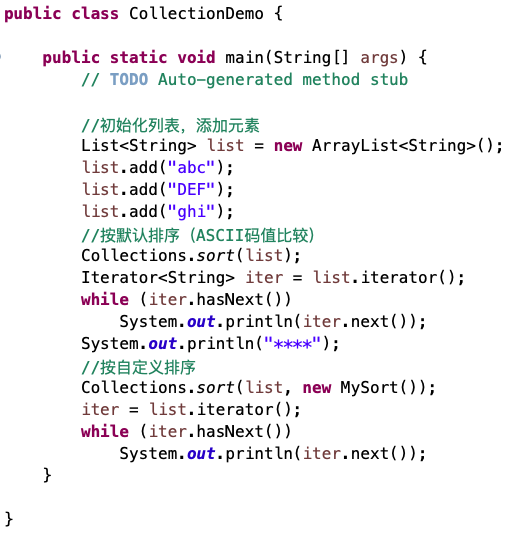 public class CollectionDemo {
public static void main(String[] args) {
// TODO Auto-generated method stub
//初始化列表，添加元素
List<String> list = new ArrayList<String>();
list.add("abc");
list.add("DEF");
list.add("ghi");
//按默认排序（ASCII码值比较）
Collections.sort(list);
Iterator<String> iter = list.iterator();
while (iter.hasNext())
System.out.println(iter.next());
System.out.println("****");
//按自定义排序
Collections.sort(list, new MySort());
iter = list.iterator();
while (iter.hasNext())
System.out.println(iter.next());
}
}